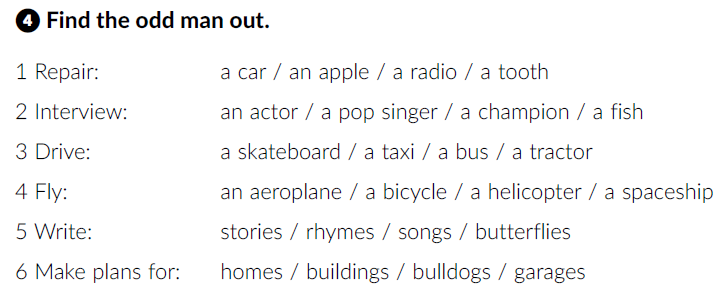 4 Find the odd man out.
1 Repair: a car / an apple / a radio / a tooth
2 Interview: an actor / a pop singer / a champion / a fish
3 Drive: a skateboard / a taxi / a bus / a tractor
4 Fly: an aeroplane / a bicycle / a helicopter / a spaceship
5 Write: stories / rhymes / songs / butterflies
6 Make plans for: homes / buildings / bulldogs / garages